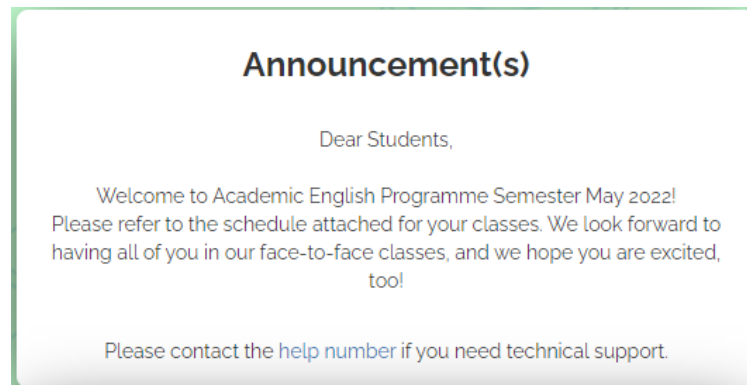 Announcement(s)
Dear Students,
Welcome to Academic English Programme Semester May 2022!
Please refer to the schedule attached for your classes. We look forward to
having all of you in our face-to-face classes, and we hope you are excited,
too!
Please contact the help number if you need technical support.